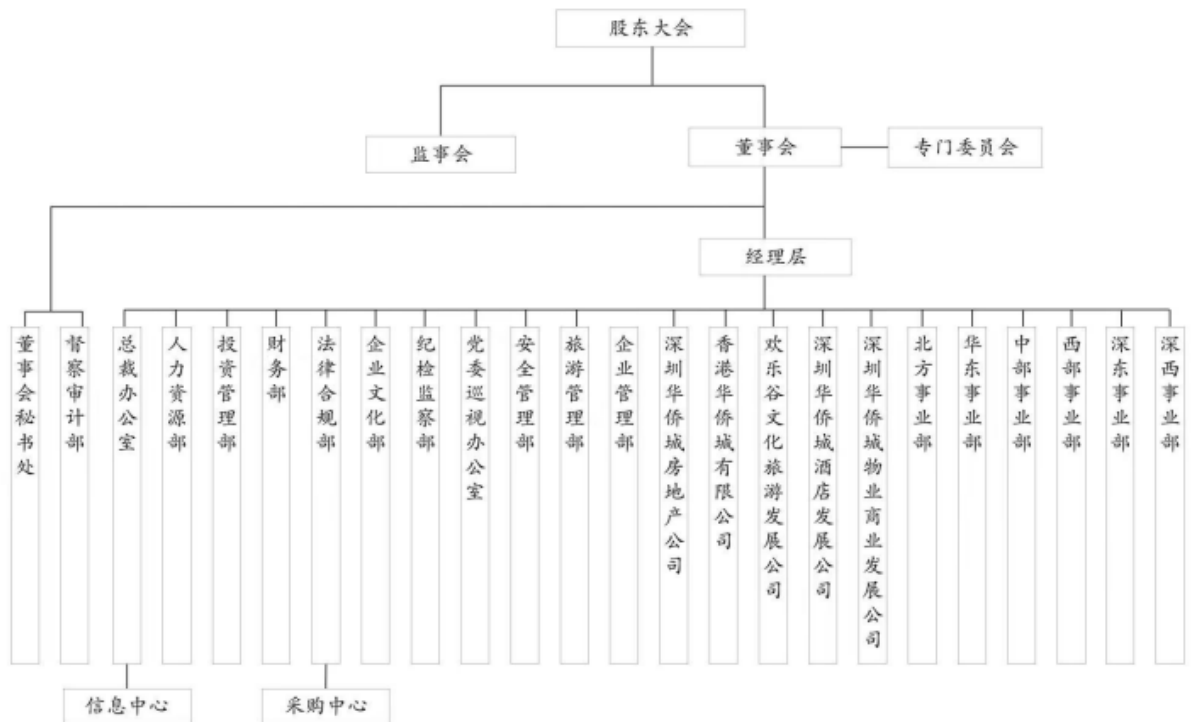 股东大会
监事会
董事会
专门委员会
经理层
董事会秘书处
督察审计部
总裁办公室
人力资源部
投资管理部
财务部
法律合规部
企业文化部
纪检监察部
党委巡视办公室
安全管理部
旅游管理部
企业管理部
深圳华侨城房地产公司
香港华侨城有限公司
欢乐谷文化旅游发展公司
深圳华侨城酒店发展公司
深圳华侨城物业商业发展公司
北方事业部
华东事业部
中部事业部
西部事业部
深东事业部
深西事业部
信息中心
采购中心